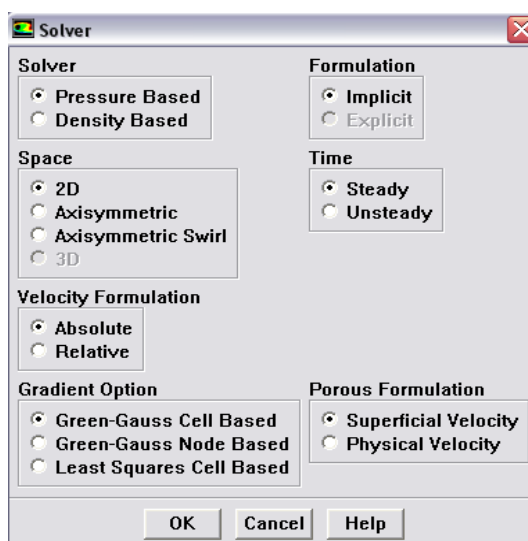 Solver
Solver
Pressure Based
Density Based
Formulation
Implicit
Explicit
Space
2D
Axisymmetric
Axisymmetric Swirl
3D
Time
Steady
Unsteady
Velocity Formulation
Absolute
Relative
Gradient Option
Green-Gauss Cell Based
Green-Gauss Node Based
Least Squares Cell Based
Porous Formulation
Superficial Velocity
Physical Velocity
OK
Cancel
Help